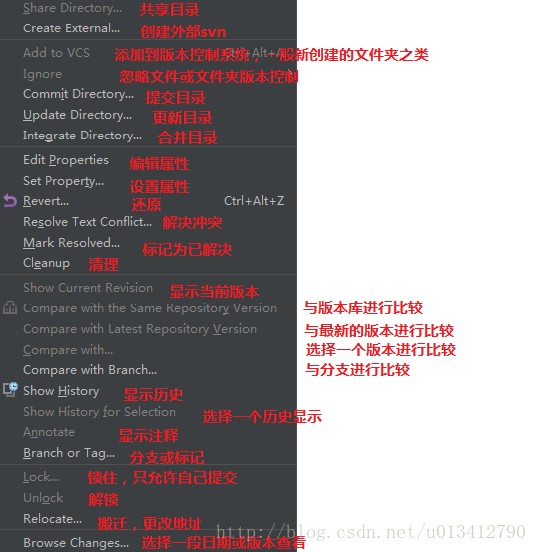 Share Directory... 共享目录
Create External... 创建外部svn
Add to VCS 添加到版本控制系统，一般新创建的文件夹之类
Ignore 忽略文件或文件夹版本控制
Commit Directory... 提交目录
Update Directory... 更新目录
Integrate Directory... 合并目录
Edit Properties 编辑属性
Set Property... 设置属性
Revert... 还原 Ctrl+Alt+Z
Resolve Text Conflict... 解决冲突
Mark Resolved... 标记为已解决
Cleanup 清理
Show Current Revision 显示当前版本
Compare with the Same Repository Version 与版本库进行比较
Compare with Latest Repository Version 与最新的版本进行比较
Compare with... 选择一个版本进行比较
Compare with Branch... 与分支进行比较
Show History 显示历史
Show History for Selection 选择一个历史显示
Annotate 显示注释
Branch or Tag... 分支或标记
Lock... 锁住，只允许自己提交
Unlock 解锁
Relocate... 搬迁，更改地址
http://blog.csdn.net/u013412790
Browse Changes... 选择一段日期或版本查看